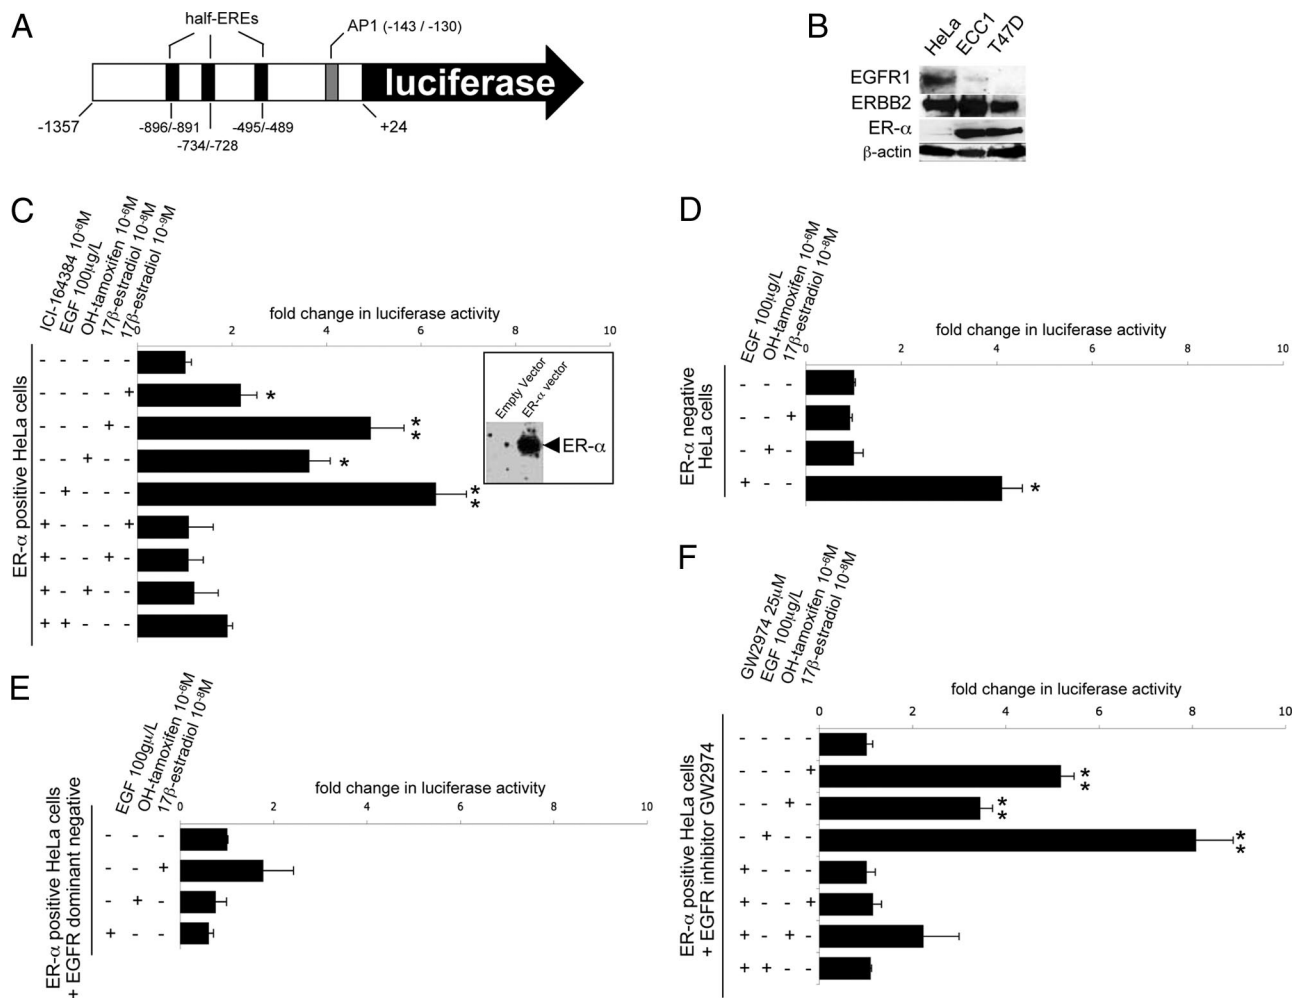 A
half-EREs
AP1 (-143 / -130)
luciferase
-1357
-896/-891
-734/-728
-495/-489
+24
B
HeLa
ECC1
T47D
EGFR1
ERBB2
ER-α
β-actin
C
ICI-164384 10-6M
EGF 100μg/L
OH-tamoxifen 10-6M
17β-estradiol 10-8M
17β-estradiol 10-9M
fold change in luciferase activity
0 2 4 6 8 10
ER-α positive HeLa cells
- - - - -
- - - - + *
- - - + - **
- - + - - *
- + - - - **
+ - - - +
+ - - + -
+ - + - -
+ + - - -
Empty Vector
ER-α vector
ER-α
D
EGF 100μg/L
OH-tamoxifen 10-6M
17β-estradiol 10-8M
fold change in luciferase activity
0 2 4 6 8 10
ER-α negative
HeLa cells
- - -
- - +
- + -
+ - - *
E
EGF 100gμ/L
OH-tamoxifen 10-6M
17β-estradiol 10-8M
fold change in luciferase activity
0 2 4 6 8 10
ER-α positive HeLa cells
+ EGFR dominant negative
- - -
- - +
- + -
+ - -
F
GW2974 25μM
EGF 100μg/L
OH-tamoxifen 10-6M
17β-estradiol 10-8M
fold change in luciferase activity
0 2 4 6 8 10
ER-α positive HeLa cells
+ EGFR inhibitor GW2974
- - - -
- - - + **
- - + - **
- + - - **
+ - - -
+ - - +
+ - + -
+ + - -